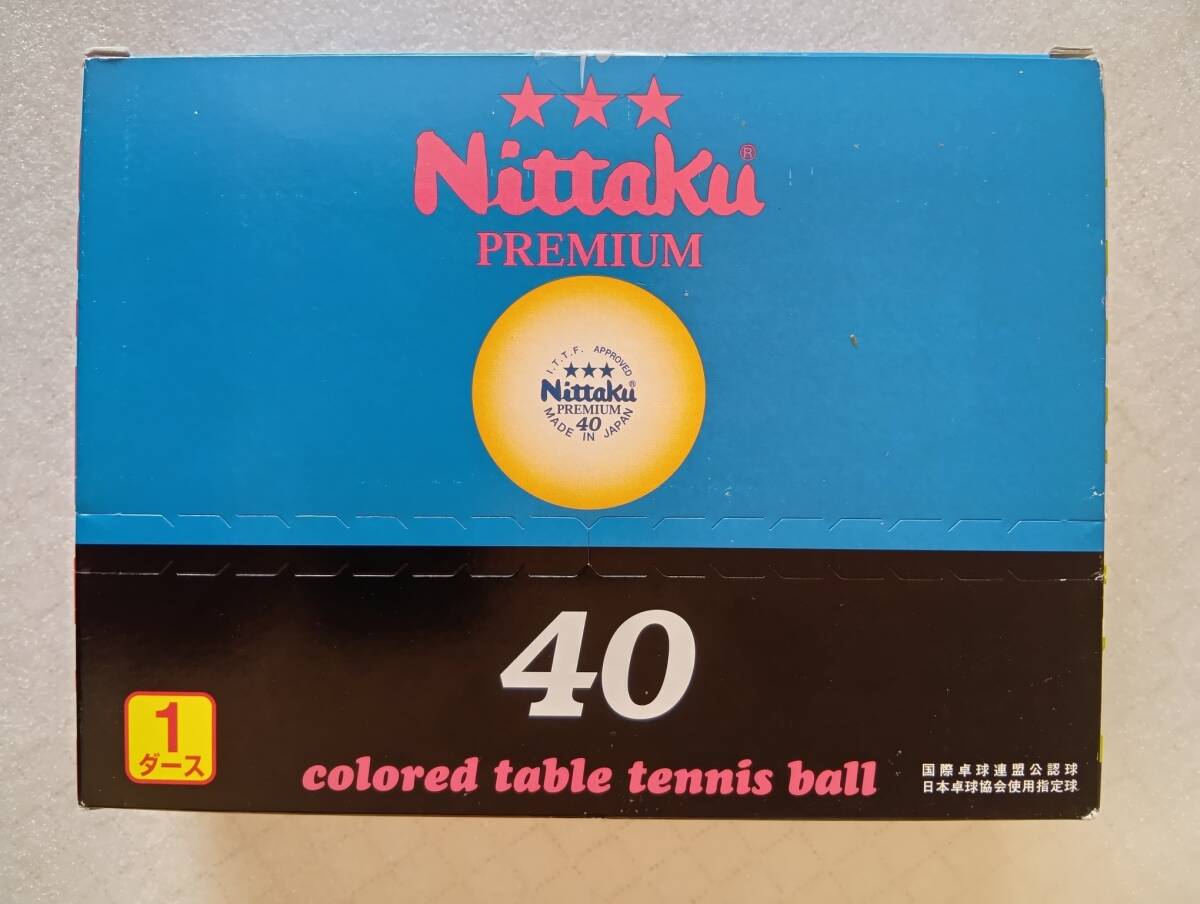 ★★★
Nittaku®
PREMIUM
I.T.T.F. APPROVED
★★★
Nittaku®
PREMIUM
40
MADE IN JAPAN
40
1
ダース
colored table tennis ball
国際卓球連盟公認球
日本卓球協会使用指定球